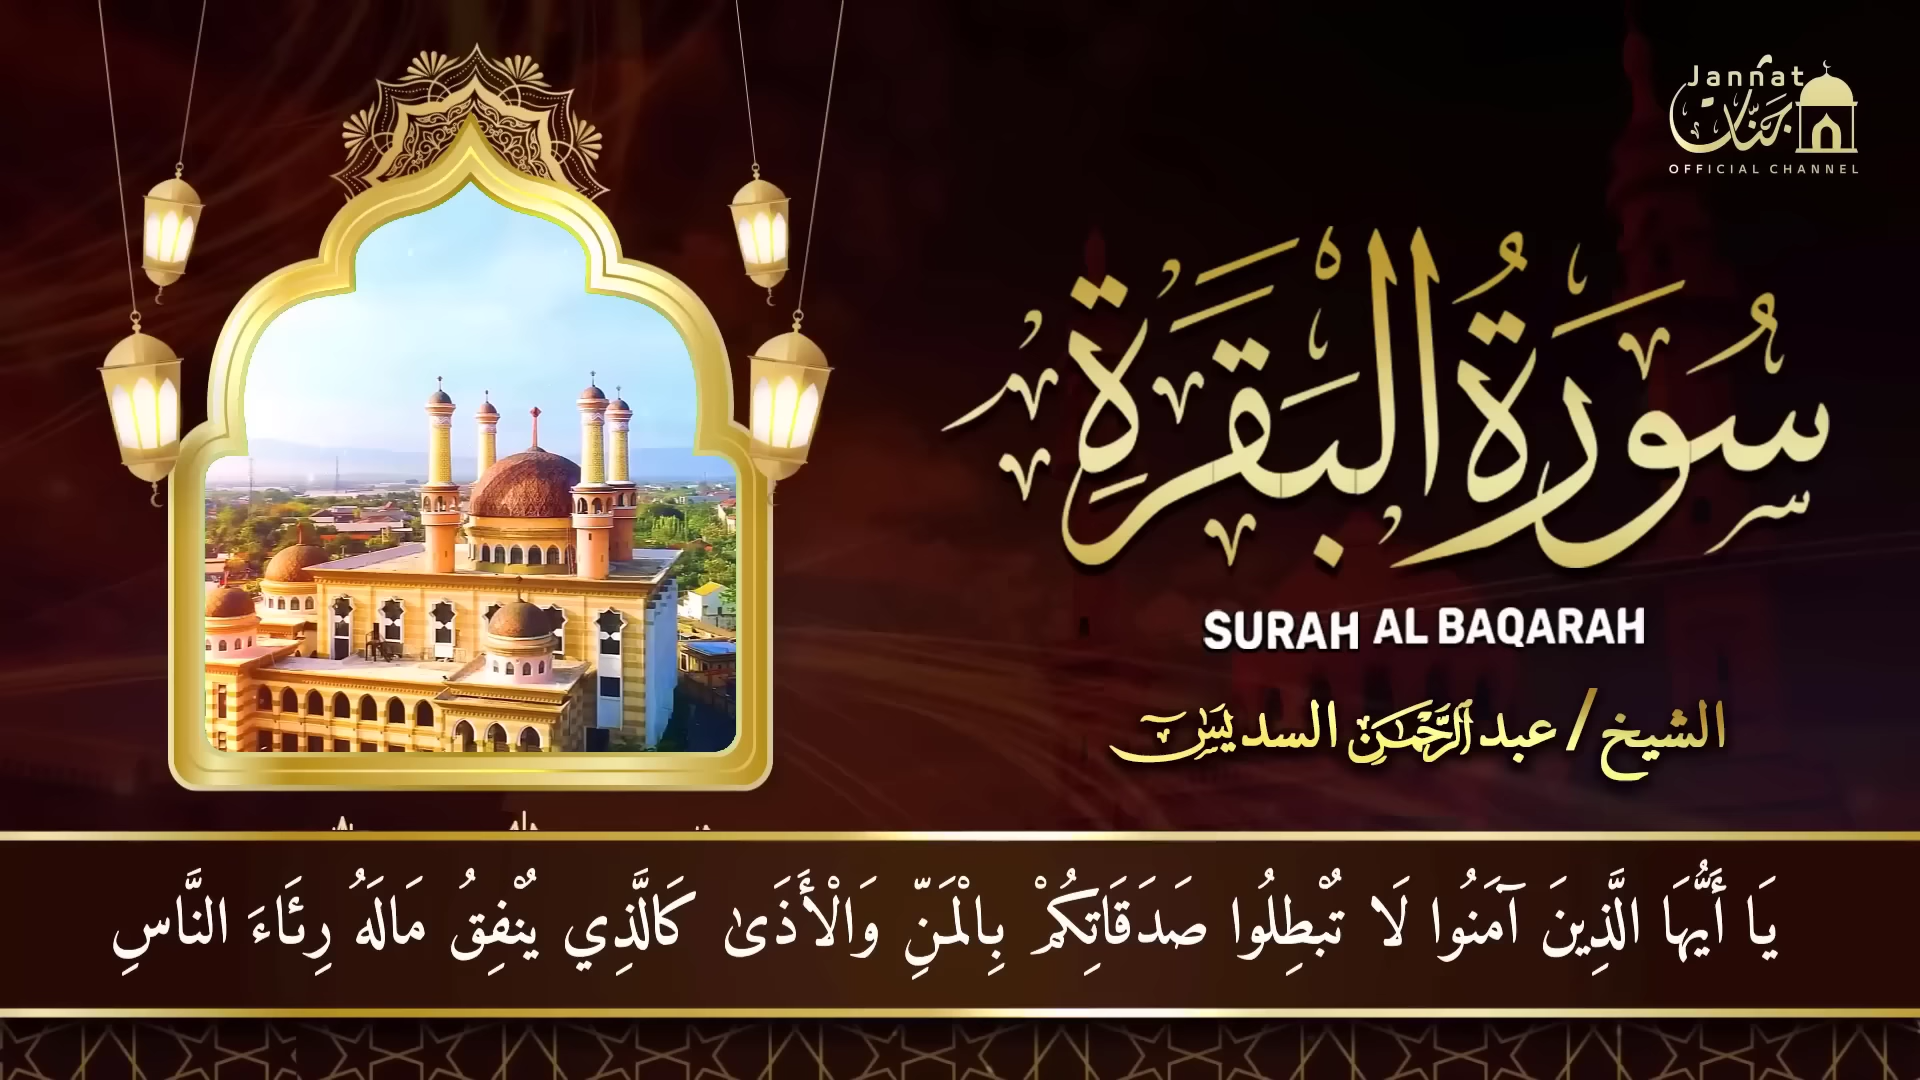 Jannat
جنات
OFFICIAL CHANNEL
سُورَةُ البَقَرَةِ
SURAH AL BAQARAH
الشيخ / عبد الرَّحْمَٰن السديس
يَا أَيُّهَا الَّذِينَ آمَنُوا لَا تُبْطِلُوا صَدَقَاتِكُمْ بِالْمَنِّ وَالْأَذَىٰ كَالَّذِي يُنْفِقُ مَالَهُ رِئَاءَ النَّاسِ